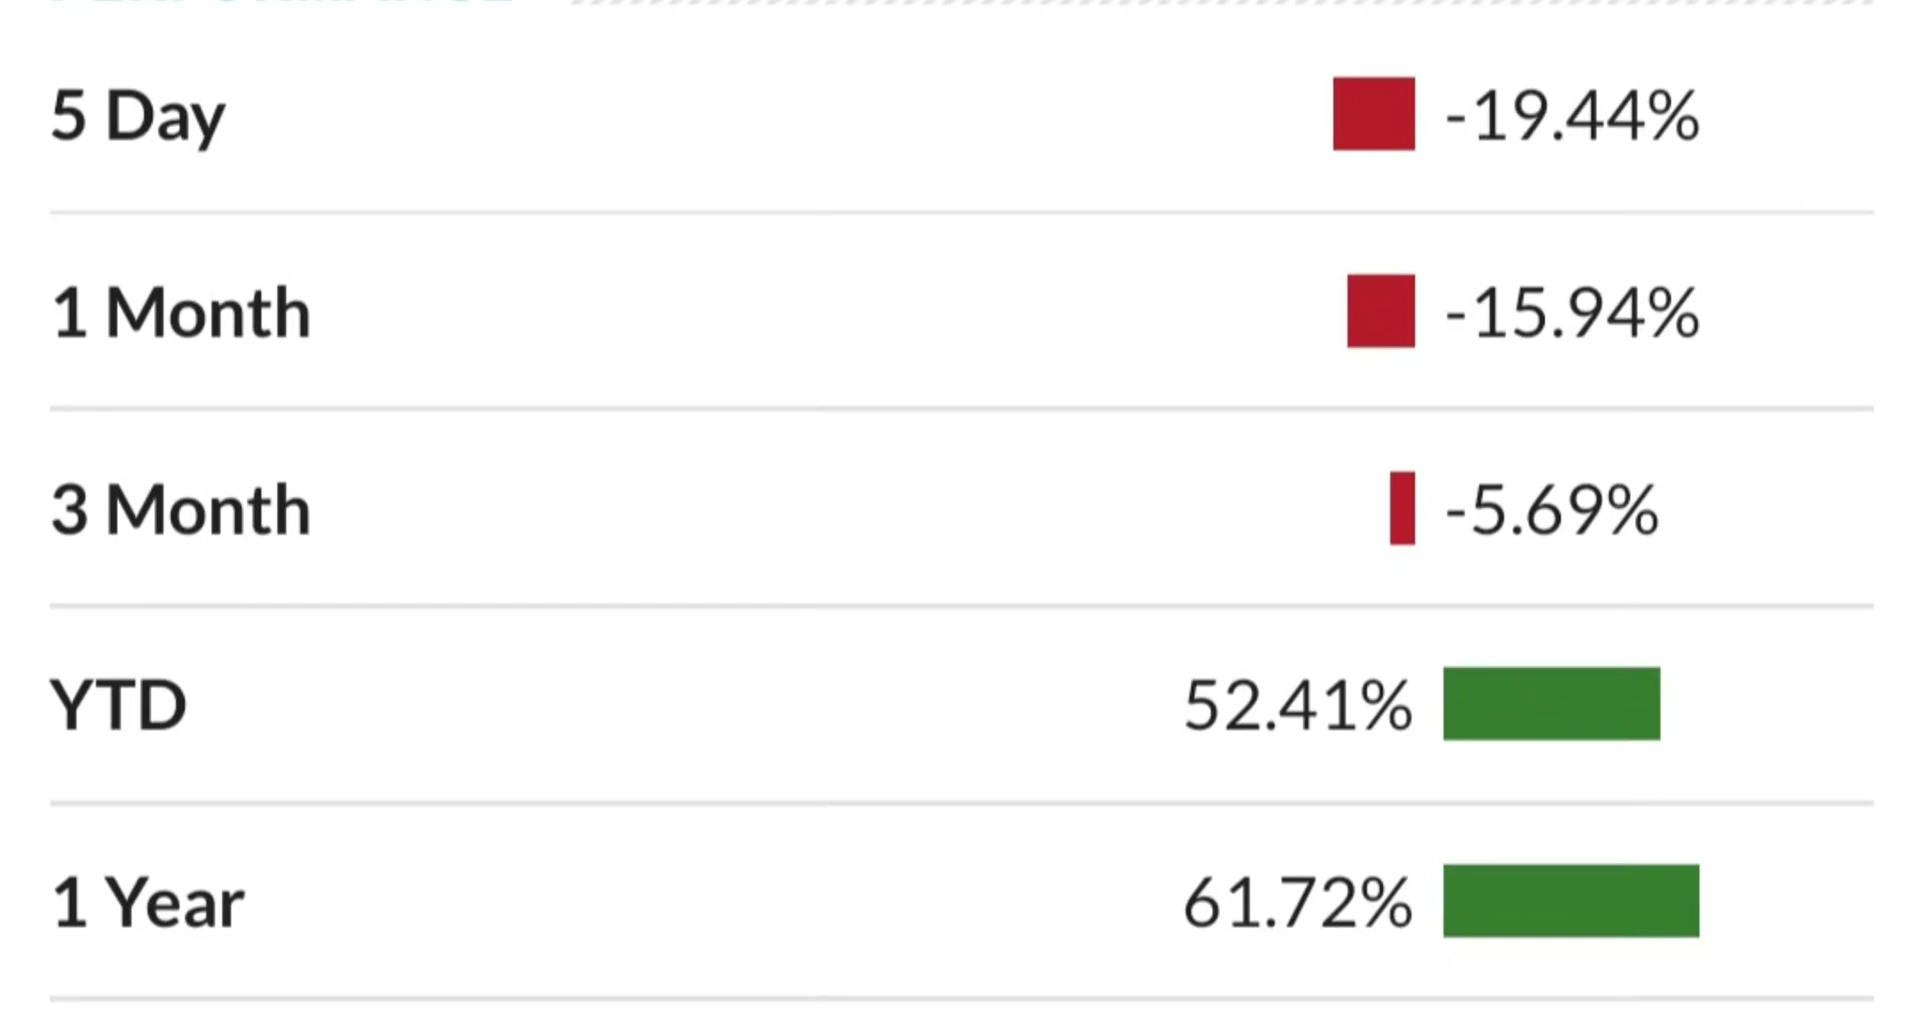 5 Day -19.44%
1 Month -15.94%
3 Month -5.69%
YTD 52.41%
1 Year 61.72%